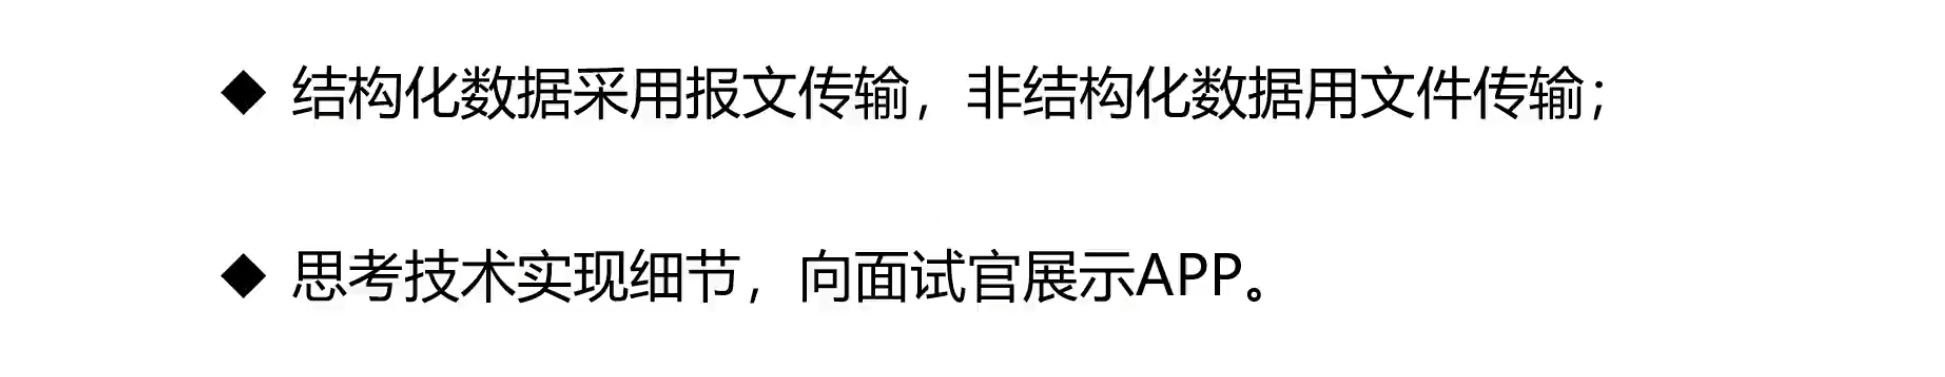 ◆ 结构化数据采用报文传输，非结构化数据用文件传输；
◆ 思考技术实现细节，向面试官展示APP。